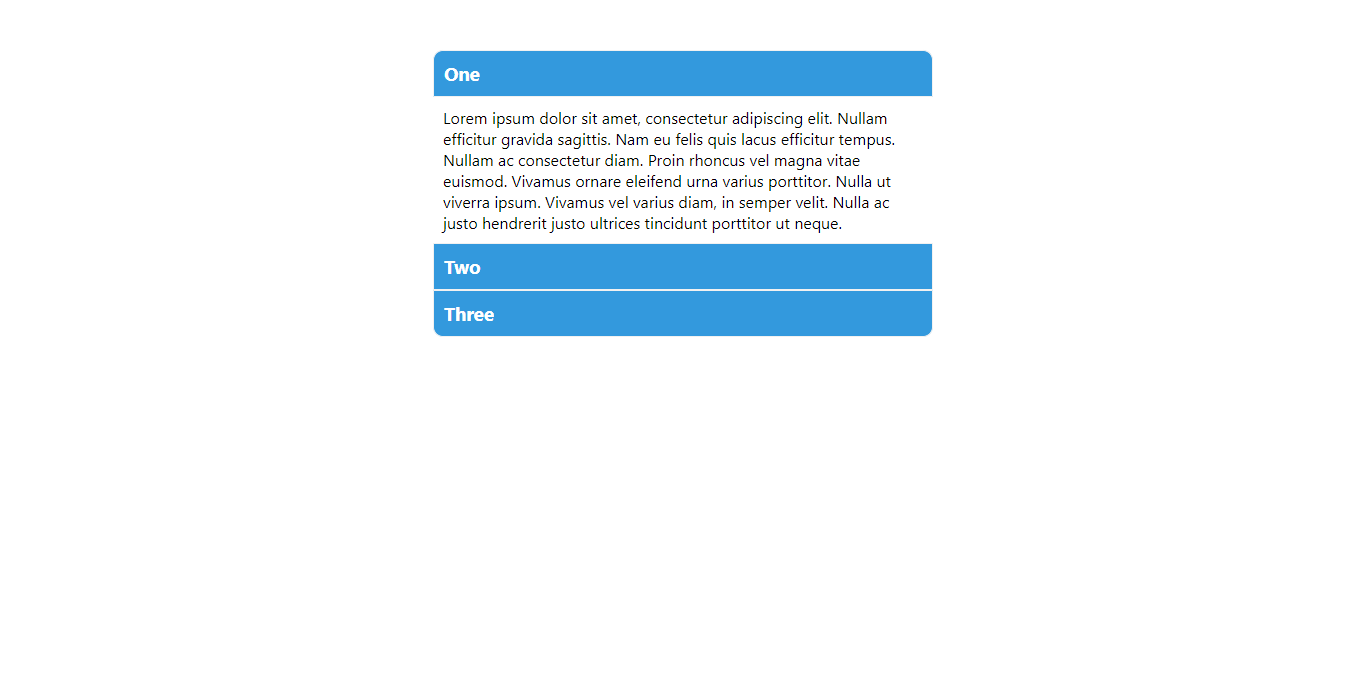 One
Lorem ipsum dolor sit amet, consectetur adipiscing elit. Nullam
efficitur gravida sagittis. Nam eu felis quis lacus efficitur tempus.
Nullam ac consectetur diam. Proin rhoncus vel magna vitae
euismod. Vivamus ornare eleifend urna varius porttitor. Nulla ut
viverra ipsum. Vivamus vel varius diam, in semper velit. Nulla ac
justo hendrerit justo ultrices tincidunt porttitor ut neque.
Two
Three